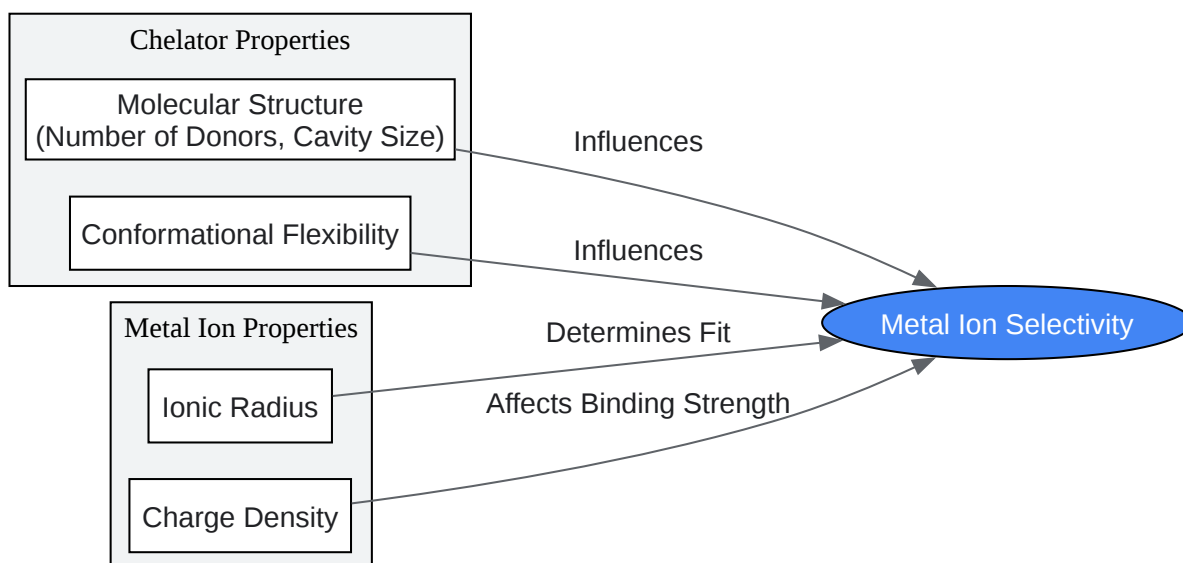 Chelator Properties
Molecular Structure
(Number of Donors, Cavity Size)
Influences
Conformational Flexibility
Influences
Metal Ion Properties
Determines Fit
Metal Ion Selectivity
Ionic Radius
Affects Binding Strength
Charge Density